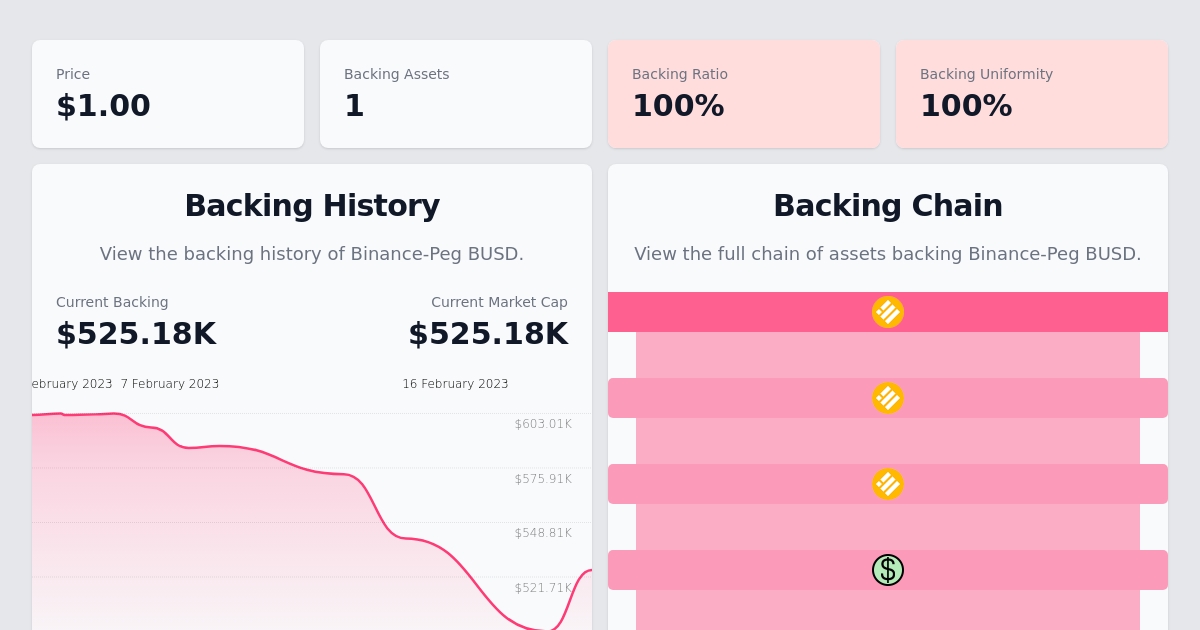 Price
$1.00
Backing Assets
1
Backing Ratio
100%
Backing Uniformity
100%
Backing History
View the backing history of Binance-Peg BUSD.
Current Backing
$525.18K
Current Market Cap
$525.18K
ebruary 2023 7 February 2023 16 February 2023
$603.01K
$575.91K
$548.81K
$521.71K
Backing Chain
View the full chain of assets backing Binance-Peg BUSD.
$